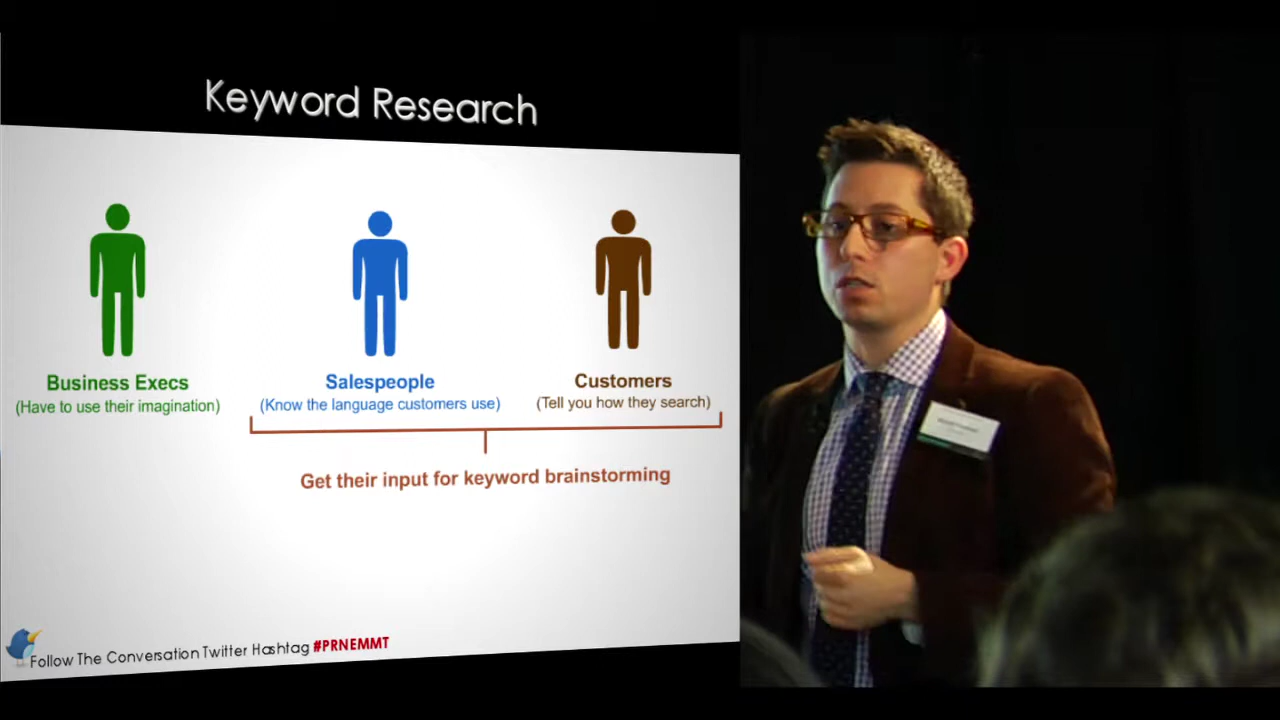 Keyword Research
Business Execs
(Have to use their imagination)
Salespeople
(Know the language customers use)
Customers
(Tell you how they search)
Get their input for keyword brainstorming
Follow The Conversation Twitter Hashtag #PRNEMMT